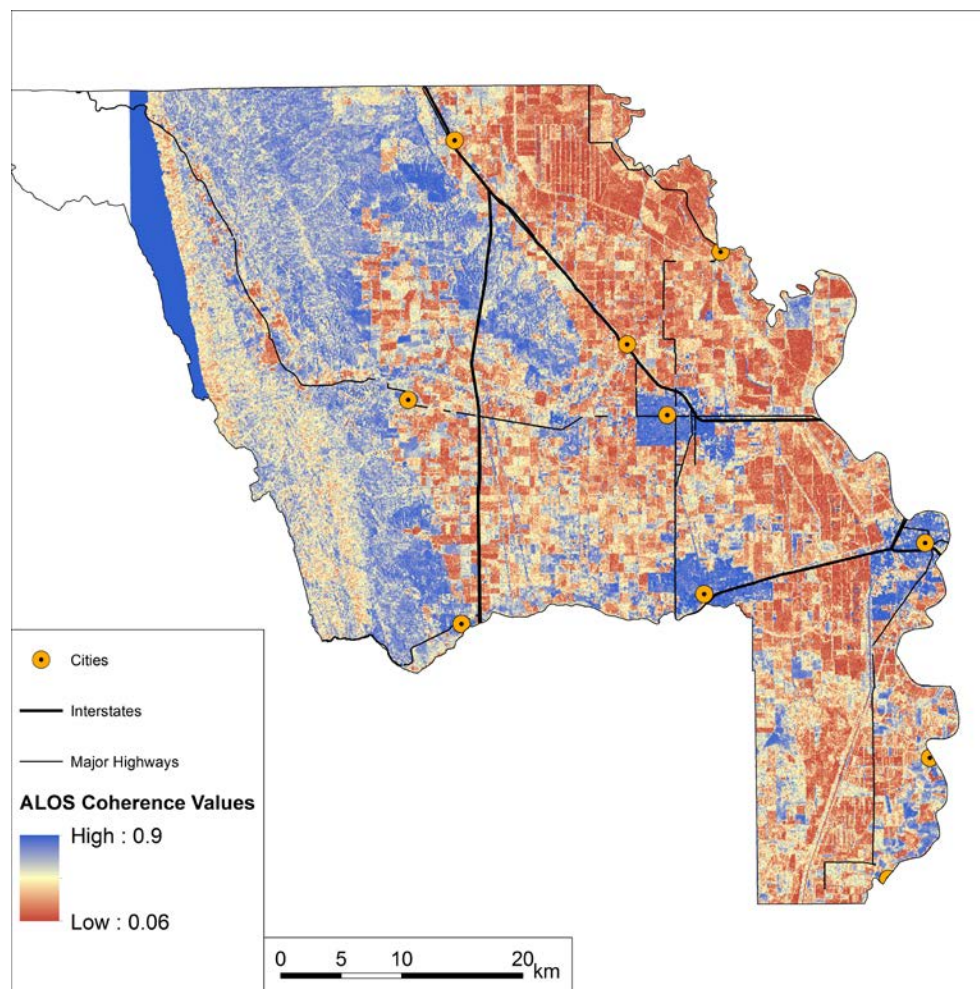 Cities
Interstates
Major Highways
ALOS Coherence Values
High : 0.9
Low : 0.06
0 5 10 20
km